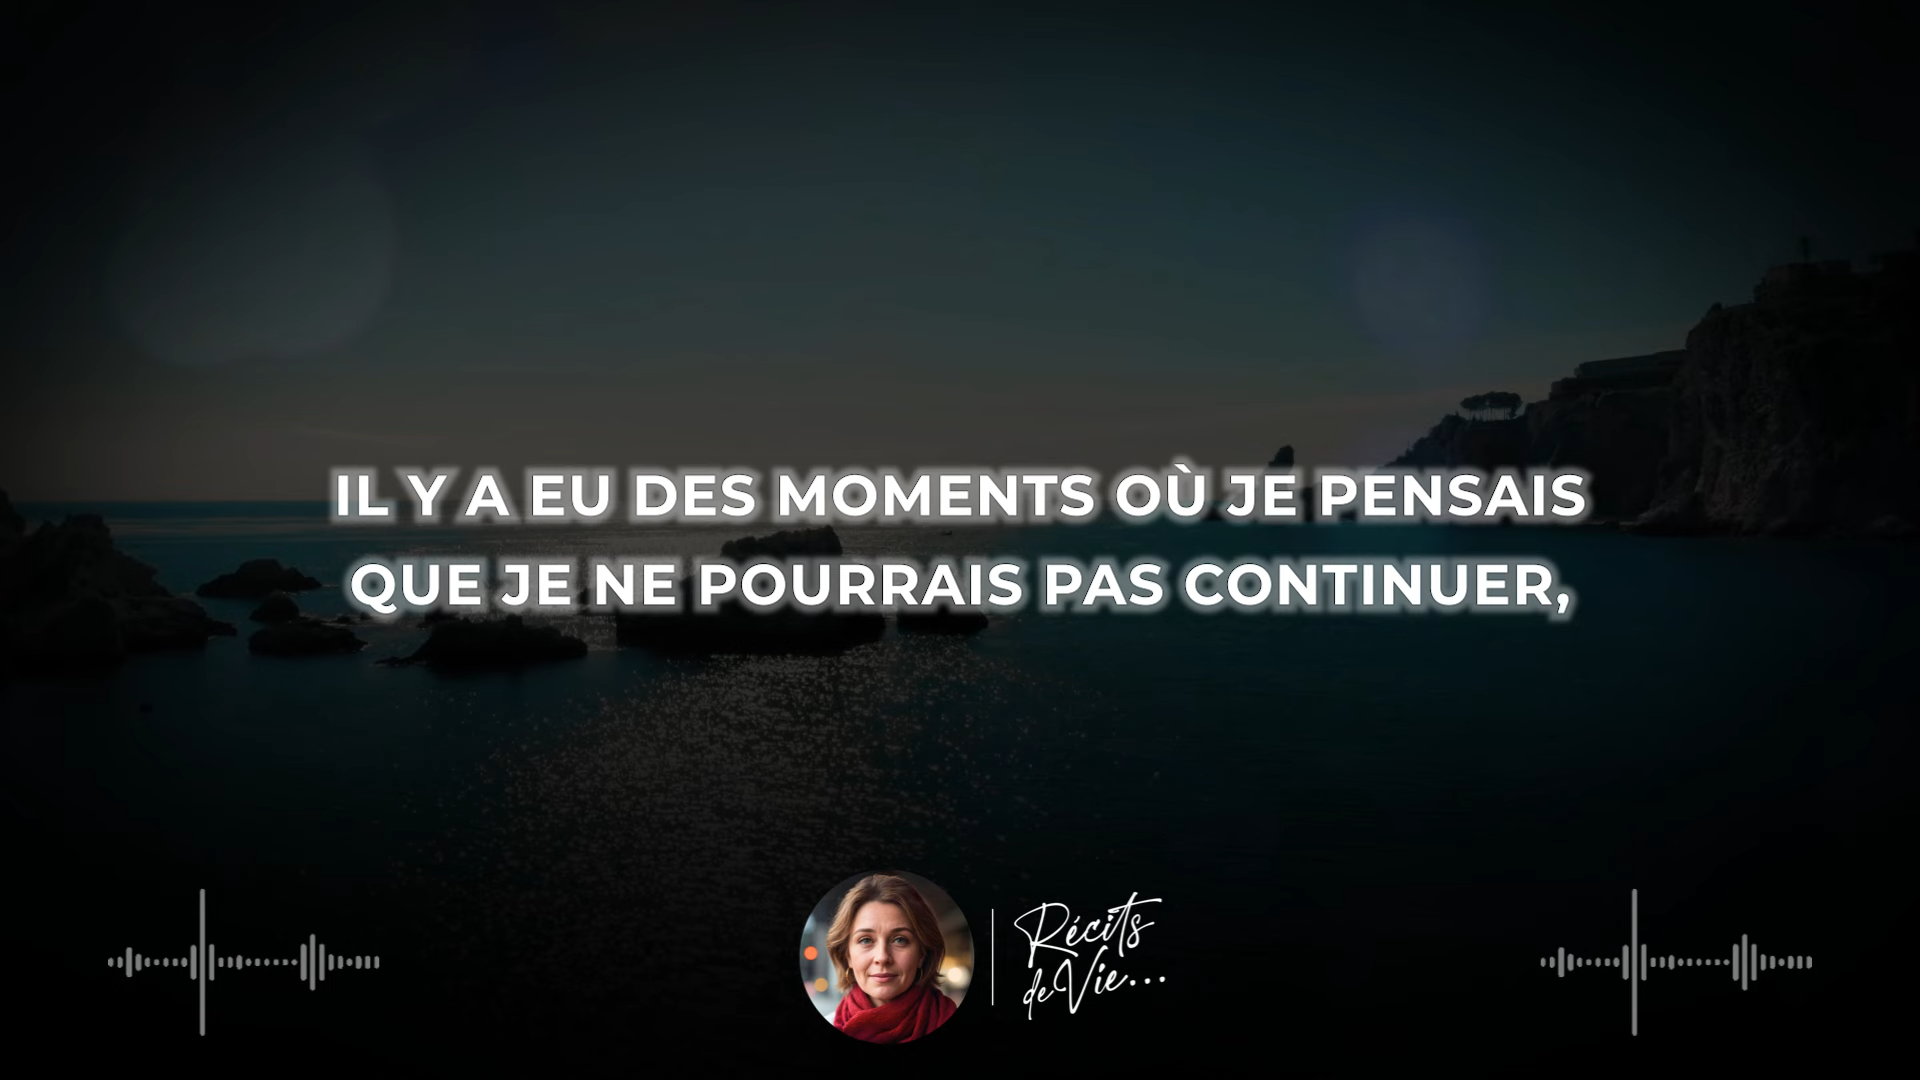 IL Y A EU DES MOMENTS OÙ JE PENSAIS
QUE JE NE POURRAIS PAS CONTINUER,
Récits
de Vie...